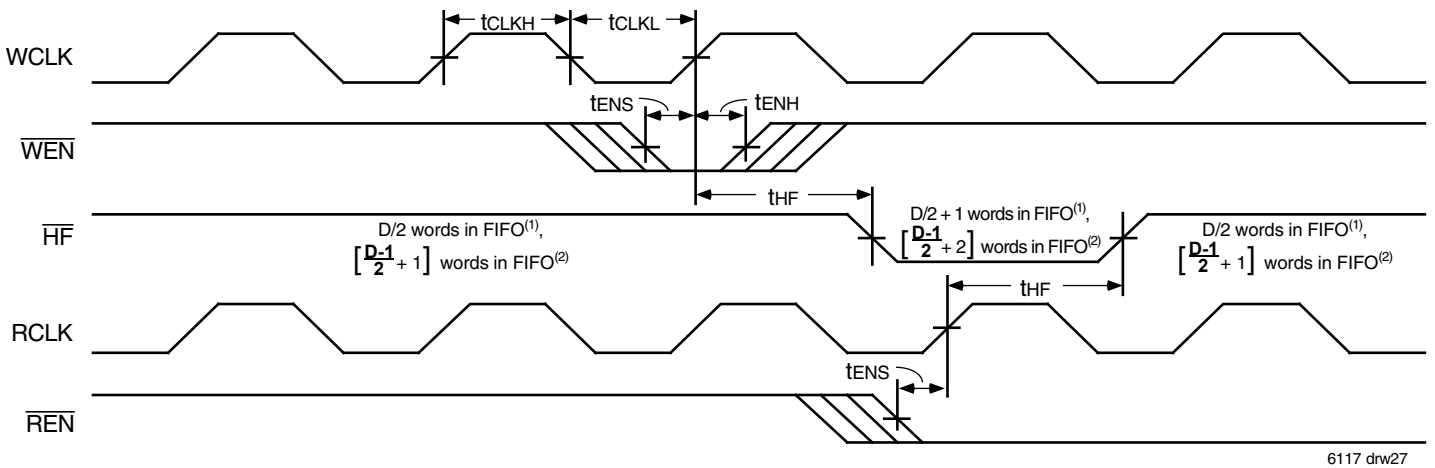 tCLKH
tCLKL
WCLK
tENS
tENH
WEN
tHF
HF
D/2 words in FIFO(1),
[D-1/2 + 1] words in FIFO(2)
D/2 + 1 words in FIFO(1),
[D-1/2 + 2] words in FIFO(2)
D/2 words in FIFO(1),
[D-1/2 + 1] words in FIFO(2)
tHF
RCLK
tENS
REN
6117 drw27